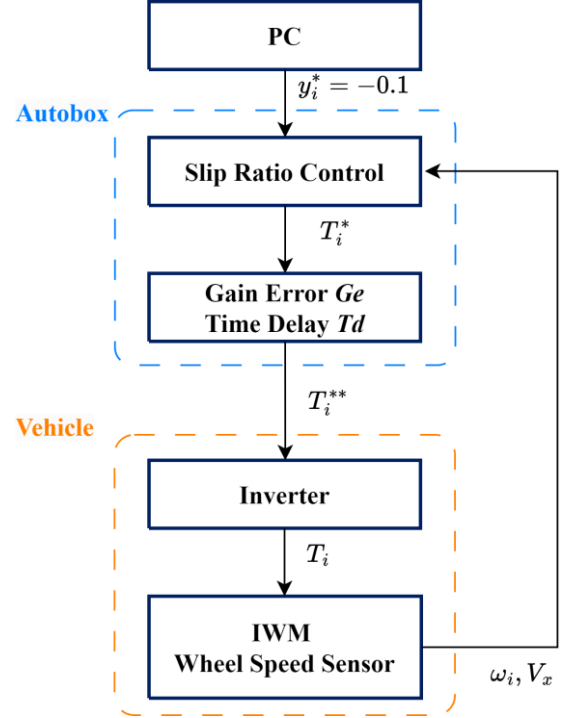 PC
y_i^* = −0.1
Autobox
Slip Ratio Control
T_i^*
Gain Error Ge
Time Delay Td
T_i^{**}
Vehicle
Inverter
T_i
IWM
Wheel Speed Sensor
ω_i, V_x